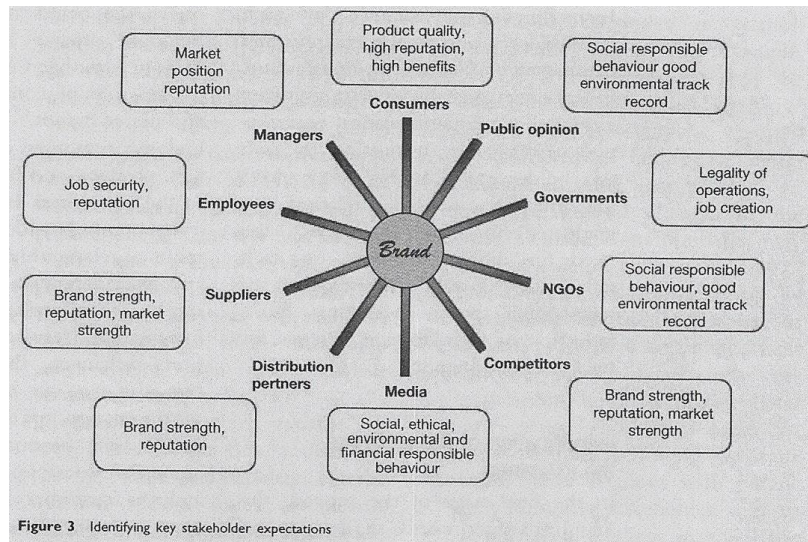 Product quality,
high reputation,
high benefits
Market
position
reputation
Social responsible
behaviour good
environmental track
record
Consumers
Managers
Public opinion
Job security,
reputation
Employees
Governments
Legality of
operations,
job creation
Brand
Brand strength,
reputation, market
strength
Suppliers
NGOs
Social responsible
behaviour, good
environmental track
record
Distribution
pertners
Media
Competitors
Brand strength,
reputation
Social, ethical,
environmental and
financial responsible
behaviour
Brand strength,
reputation, market
strength
Figure 3 Identifying key stakeholder expectations